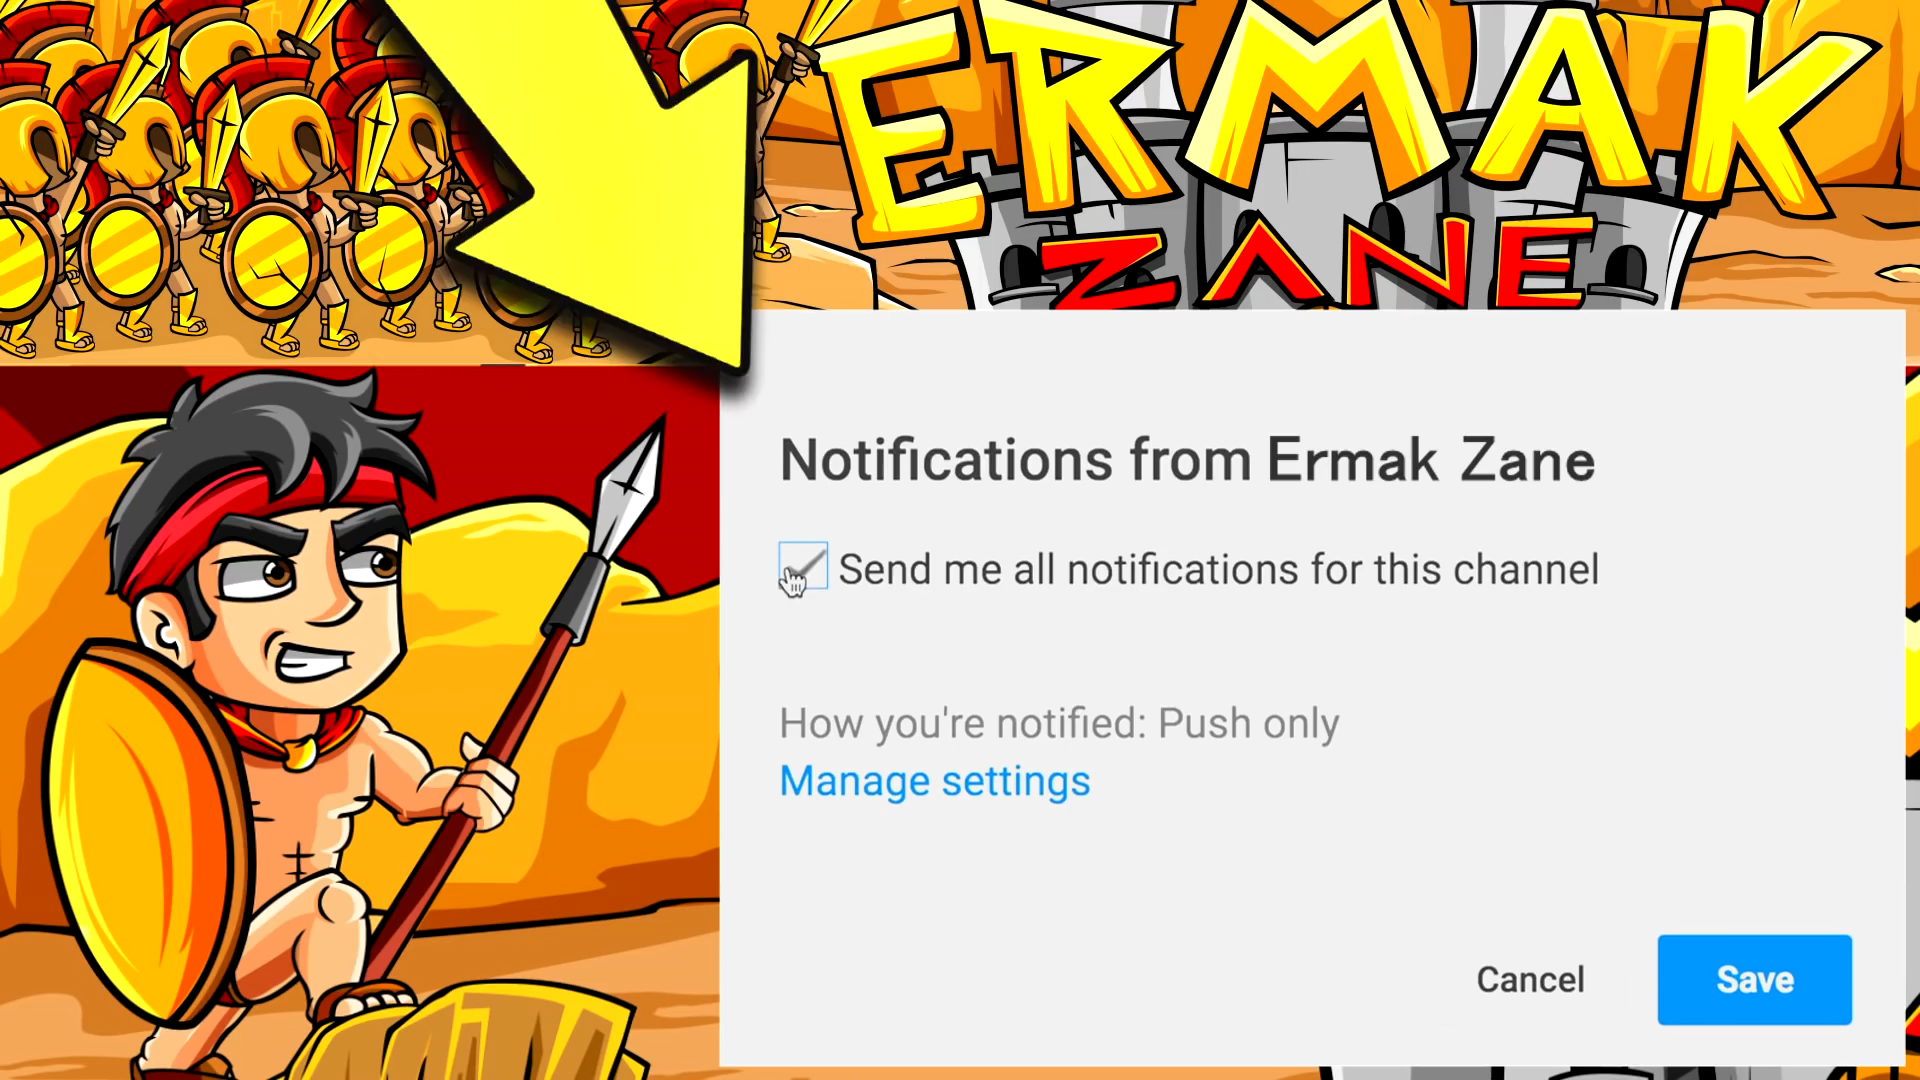 ERMAK
ZANE
Notifications from Ermak Zane
Send me all notifications for this channel
How you're notified: Push only
Manage settings
Cancel
Save